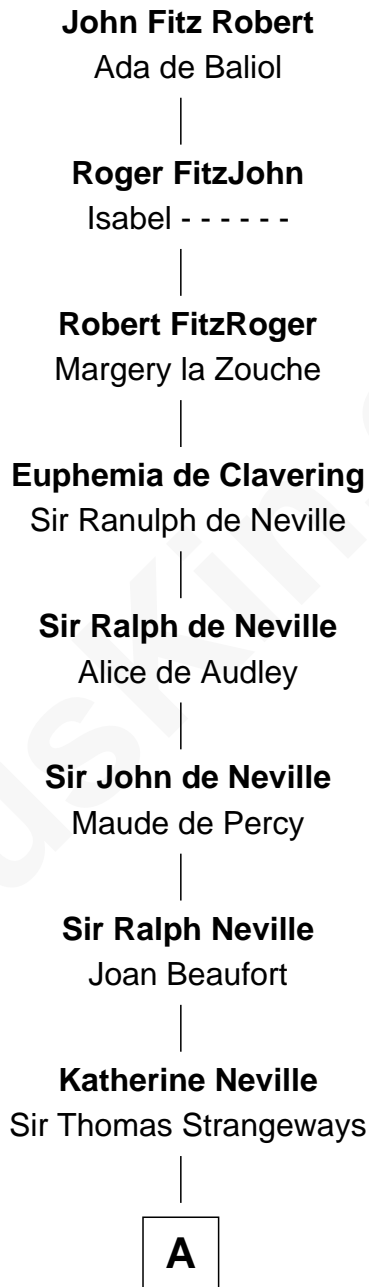 John Fitz Robert
Ada de Baliol
Roger FitzJohn
Isabel - - - - - -
Robert FitzRoger
Margery la Zouche
Euphemia de Clavering
Sir Ranulph de Neville
Sir Ralph de Neville
Alice de Audley
Sir John de Neville
Maude de Percy
Sir Ralph Neville
Joan Beaufort
Katherine Neville
Sir Thomas Strangeways
A